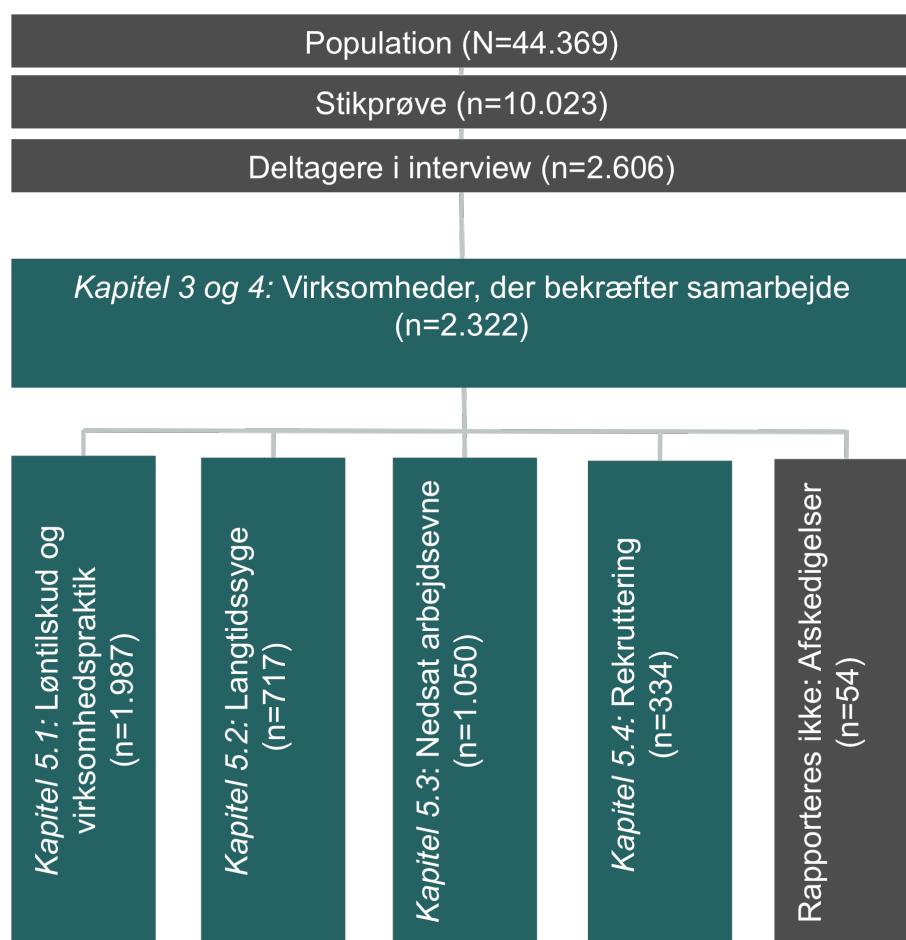 Population (N=44.369)
Stikprøve (n=10.023)
Deltagere i interview (n=2.606)
Kapitel 3 og 4: Virksomheder, der bekræfter samarbejde
(n=2.322)
Kapitel 5.1: Løntilskud og
virksomhedspraktik
(n=1.987)
Kapitel 5.2: Langtidssyge
(n=717)
Kapitel 5.3: Nedsat arbejdsevne
(n=1.050)
Kapitel 5.4: Rekruttering
(n=334)
Rapporteres ikke: Afskedigelser
(n=54)